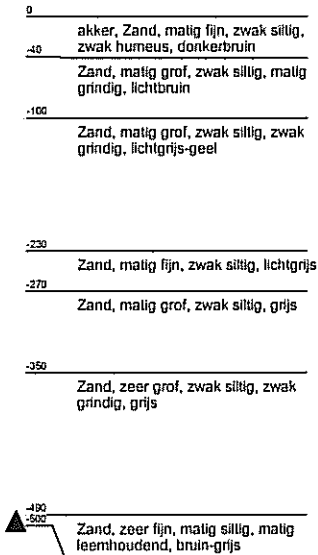 0
akker, Zand, matig fijn, zwak siltig,
zwak humeus, donkerbruin
-40
Zand, matig grof, zwak siltig, matig
grindig, lichtbruin
-100
Zand, matig grof, zwak siltig, zwak
grindig, lichtgrijs-geel
-230
Zand, matig fijn, zwak siltig, lichtgrijs
-270
Zand, matig grof, zwak siltig, grijs
-350
Zand, zeer grof, zwak siltig, zwak
grindig, grijs
-490
-500
Zand, zeer fijn, matig siltig, matig
leemhoudend, bruin-grijs